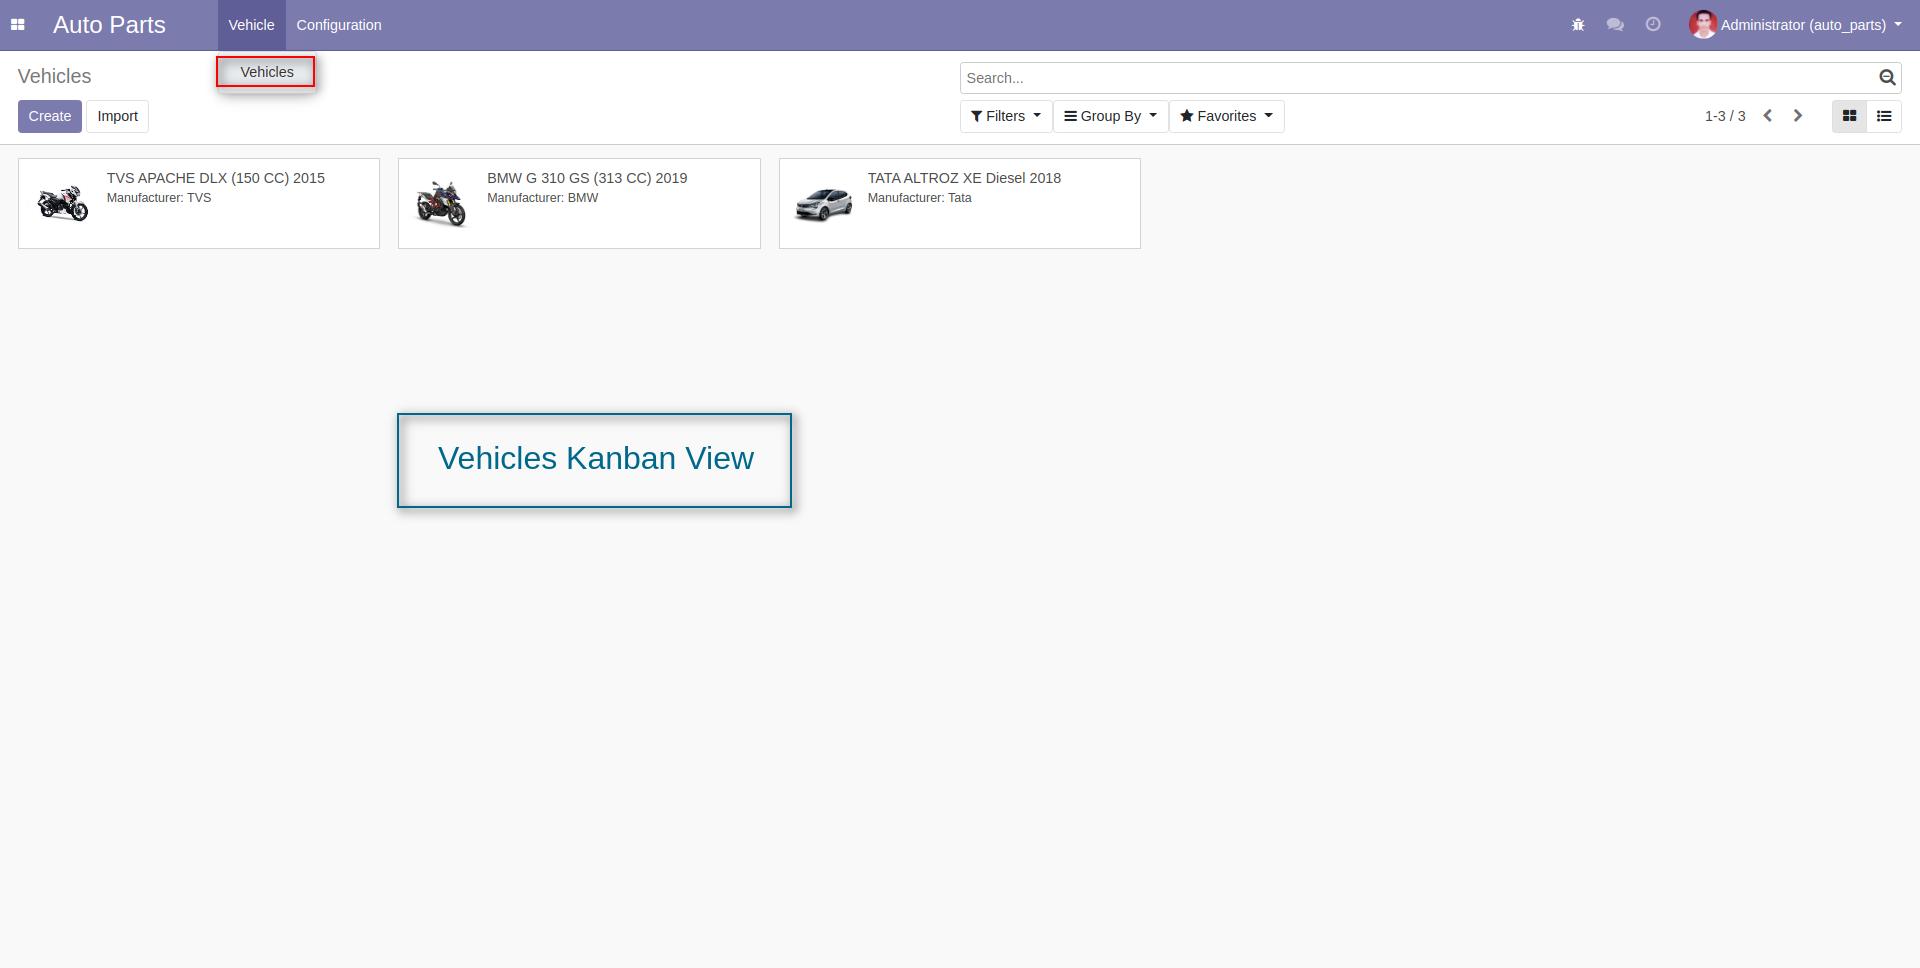 Auto Parts
Vehicle
Configuration
Administrator (auto_parts)
Vehicles
Vehicles
Search...
Create
Import
Filters
Group By
Favorites
1-3 / 3
TVS APACHE DLX (150 CC) 2015
Manufacturer: TVS
BMW G 310 GS (313 CC) 2019
Manufacturer: BMW
TATA ALTROZ XE Diesel 2018
Manufacturer: Tata
Vehicles Kanban View